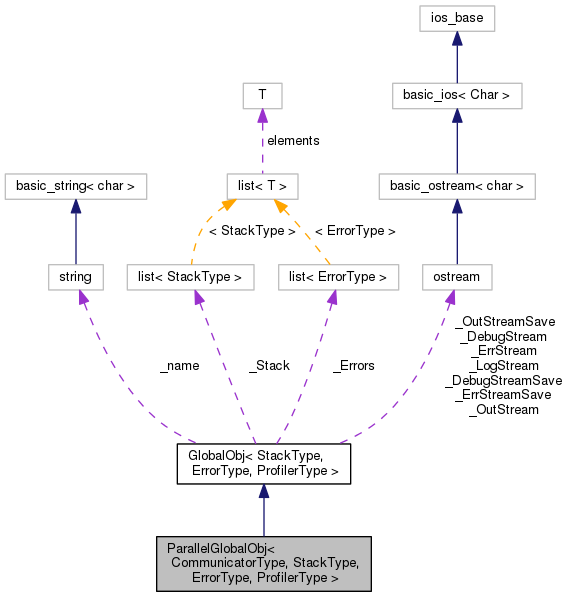 ios_base
T
basic_ios< Char >
elements
basic_string< char >
list< T >
basic_ostream< char >
< StackType >
< ErrorType >
string
list< StackType >
list< ErrorType >
ostream
_name
_Stack
_Errors
_OutStreamSave
_DebugStream
_ErrStream
_LogStream
_DebugStreamSave
_ErrStreamSave
_OutStream
GlobalObj< StackType,
ErrorType, ProfilerType >
ParallelGlobalObj<
CommunicatorType, StackType,
ErrorType, ProfilerType >